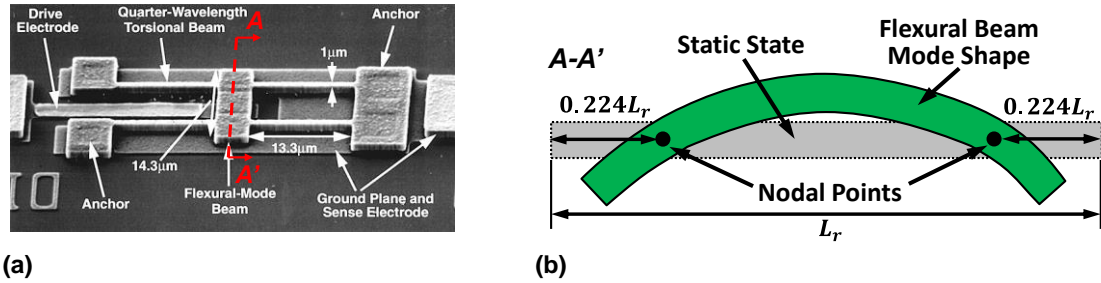 Drive
Electrode
Quarter-Wavelength
Torsional Beam
A
Anchor
1μm
14.3μm
13.3μm
A'
Anchor
Flexural-Mode
Beam
Ground Plane and
Sense Electrode
IO
(a)
A-A'
Static State
Flexural Beam
Mode Shape
0.224L_r
0.224L_r
Nodal Points
L_r
(b)